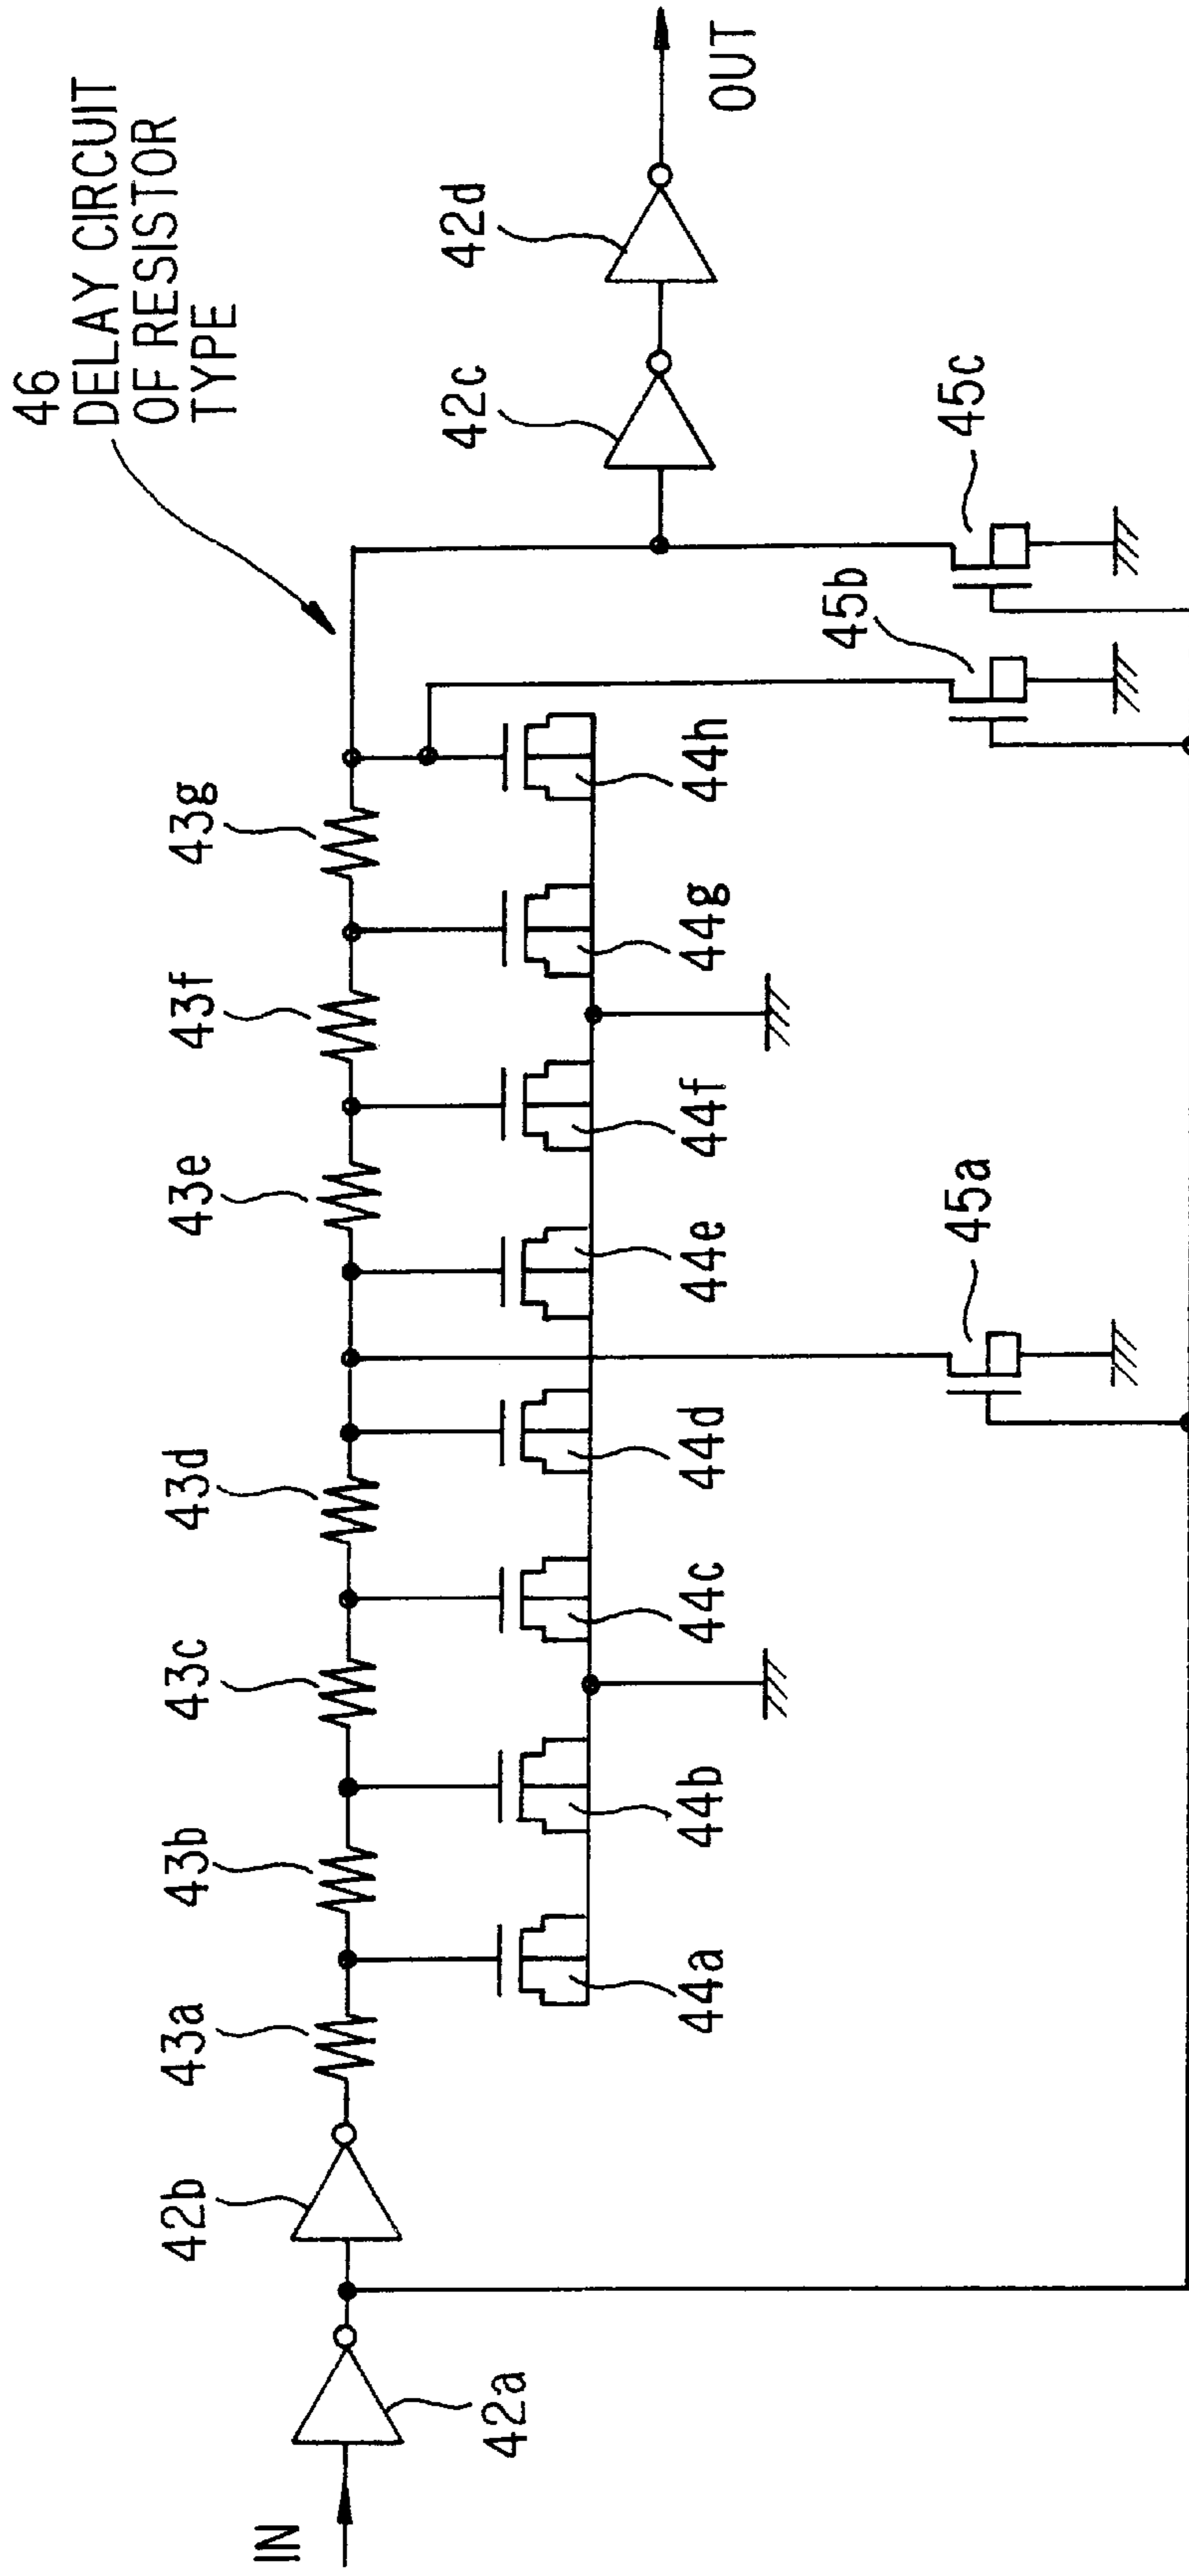 46
DELAY CIRCUIT
OF RESISTOR
TYPE
43a
43b
43c
43d
43e
43f
43g
42b
42a
IN
44a
44b
44c
44d
44e
44f
44g
44h
42c
42d
OUT
45a
45b
45c